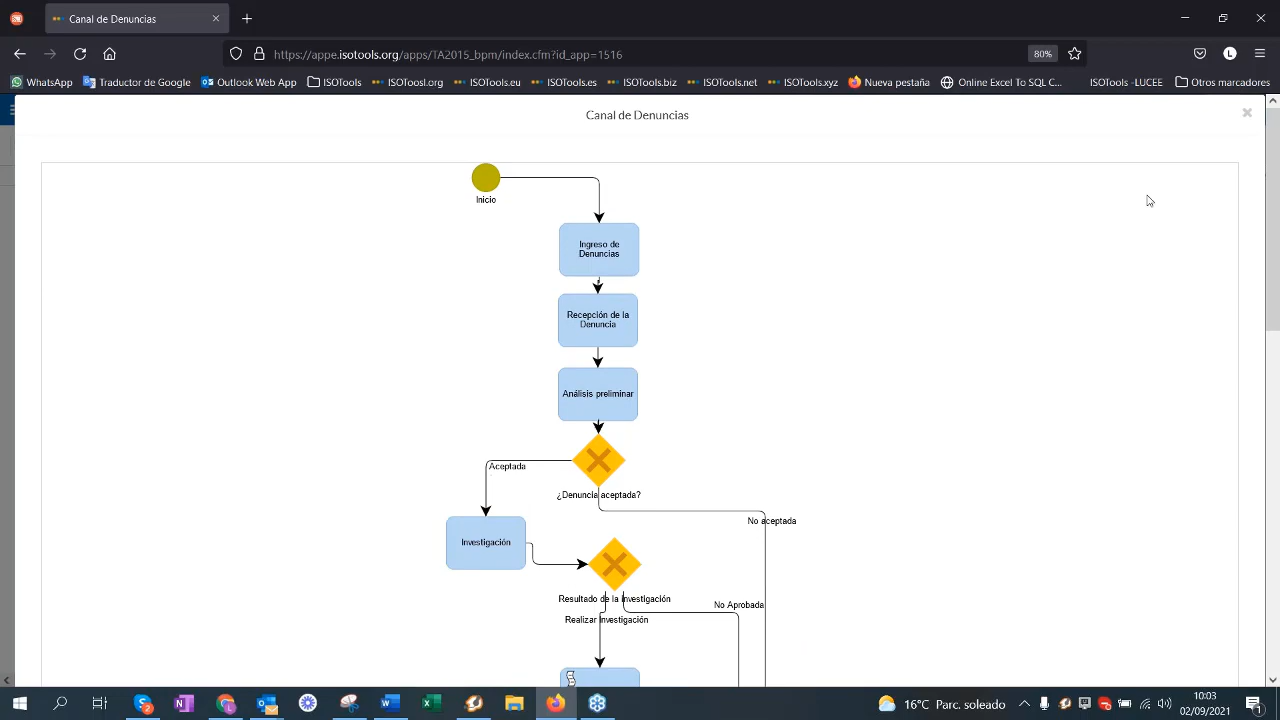 Canal de Denuncias
https://appe.isotools.org/apps/TA2015_bpm/index.cfm?id_app=1516
80%
L
WhatsApp
Traductor de Google
Outlook Web App
ISOTools
ISOToosl.org
ISOTools.eu
ISOTools.es
ISOTools.biz
ISOTools.net
ISOTools.xyz
Nueva pestaña
Online Excel To SQL C...
ISOTools -LUCEE
Otros marcadores
Canal de Denuncias
Inicio
Ingreso de
Denuncias
Recepción de la
Denuncia
Análisis preliminar
Aceptada
¿Denuncia aceptada?
No aceptada
Investigación
Resultado de la investigación
No Aprobada
Realizar investigación
16°C Parc. soleado
10:03
02/09/2021